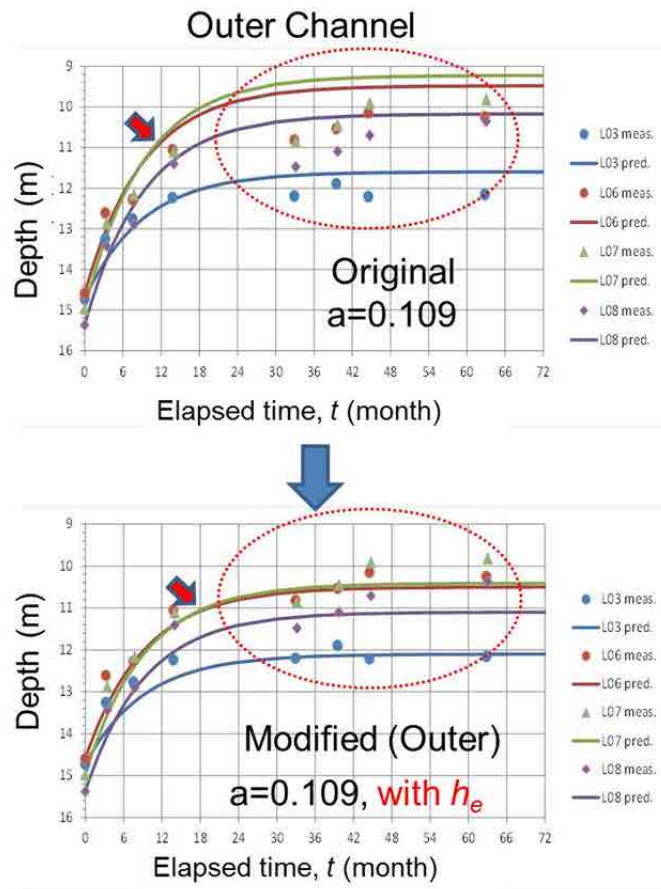 Outer Channel
9
10
11
12
13
14
15
16
Depth (m)
0 6 12 18 24 30 36 42 48 54 60 66 72
Elapsed time, t (month)
Original
a=0.109
L03 meas.
L03 pred.
L06 meas.
L06 pred.
L07 meas.
L07 pred.
L08 meas.
L08 pred.
9
10
11
12
13
14
15
16
Depth (m)
0 6 12 18 24 30 36 42 48 54 60 66 72
Elapsed time, t (month)
Modified (Outer)
a=0.109, with he
L03 meas.
L03 pred.
L06 meas.
L06 pred.
L07 meas.
L07 pred.
L08 meas.
L08 pred.